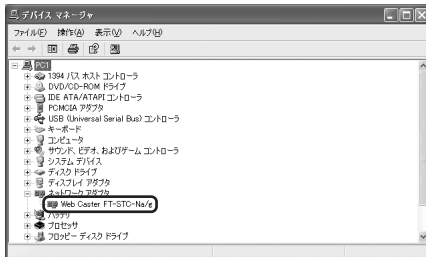 デバイス マネージャ
ファイル(F) 操作(A) 表示(V) ヘルプ(H)
PC1
1394 バス ホスト コントローラ
DVD/CD-ROM ドライブ
IDE ATA/ATAPI コントローラ
PCMCIA アダプタ
USB (Universal Serial Bus) コントローラ
キーボード
コンピュータ
サウンド、ビデオ、およびゲーム コントローラ
システム デバイス
ディスク ドライブ
ディスプレイ アダプタ
ネットワーク アダプタ
Web Caster FT-STC-Na/g
バッテリ
プロセッサ
フロッピー ディスク ドライブ